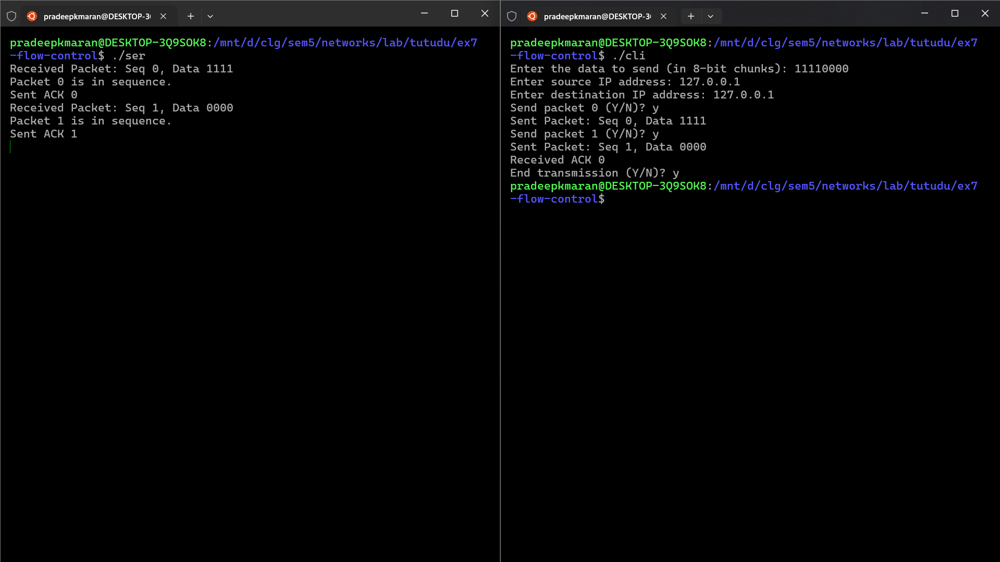 pradeepkmaran@DESKTOP-3
pradeepkmaran@DESKTOP-3Q9SOK8:/mnt/d/clg/sem5/networks/lab/tutudu/ex7
-flow-control$ ./ser
Received Packet: Seq 0, Data 1111
Packet 0 is in sequence.
Sent ACK 0
Received Packet: Seq 1, Data 0000
Packet 1 is in sequence.
Sent ACK 1
pradeepkmaran@DESKTOP-3
pradeepkmaran@DESKTOP-3Q9SOK8:/mnt/d/clg/sem5/networks/lab/tutudu/ex7
-flow-control$ ./cli
Enter the data to send (in 8-bit chunks): 11110000
Enter source IP address: 127.0.0.1
Enter destination IP address: 127.0.0.1
Send packet 0 (Y/N)? y
Sent Packet: Seq 0, Data 1111
Send packet 1 (Y/N)? y
Sent Packet: Seq 1, Data 0000
Received ACK 0
End transmission (Y/N)? y
pradeepkmaran@DESKTOP-3Q9SOK8:/mnt/d/clg/sem5/networks/lab/tutudu/ex7
-flow-control$